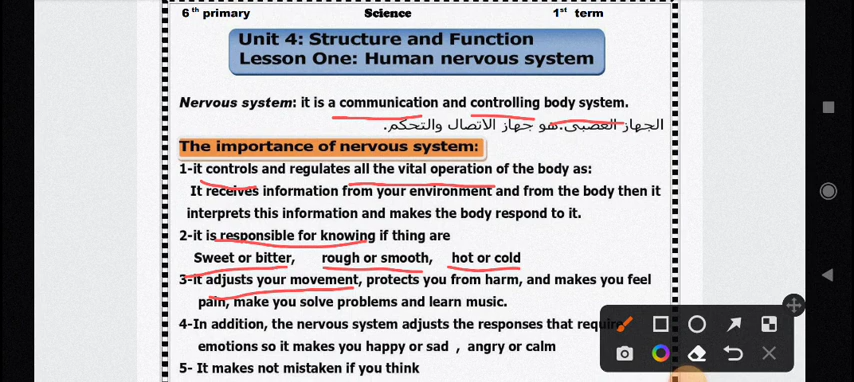 6 th primary Science 1st term
Unit 4: Structure and Function
Lesson One: Human nervous system
Nervous system: it is a communication and controlling body system.
الجهاز العصبى:هو جهاز الاتصال والتحكم.
The importance of nervous system:
1-it controls and regulates all the vital operation of the body as:
It receives information from your environment and from the body then it
interprets this information and makes the body respond to it.
2-it is responsible for knowing if thing are
Sweet or bitter, rough or smooth, hot or cold
3-it adjusts your movement, protects you from harm, and makes you feel
pain, make you solve problems and learn music.
4-In addition, the nervous system adjusts the responses that require
emotions so it makes you happy or sad , angry or calm
5- It makes not mistaken if you think